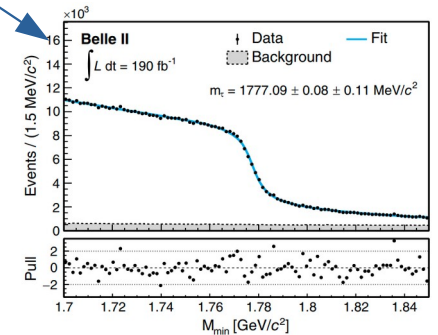 ×10³
16
14
12
10
8
6
4
2
0
Events / (1.5 MeV/c²)
Belle II
∫ L dt = 190 fb⁻¹
Data
Fit
Background
m_τ = 1777.09 ± 0.08 ± 0.11 MeV/c²
2
0
−2
Pull
1.7
1.72
1.74
1.76
1.78
1.8
1.82
1.84
M_min [GeV/c²]